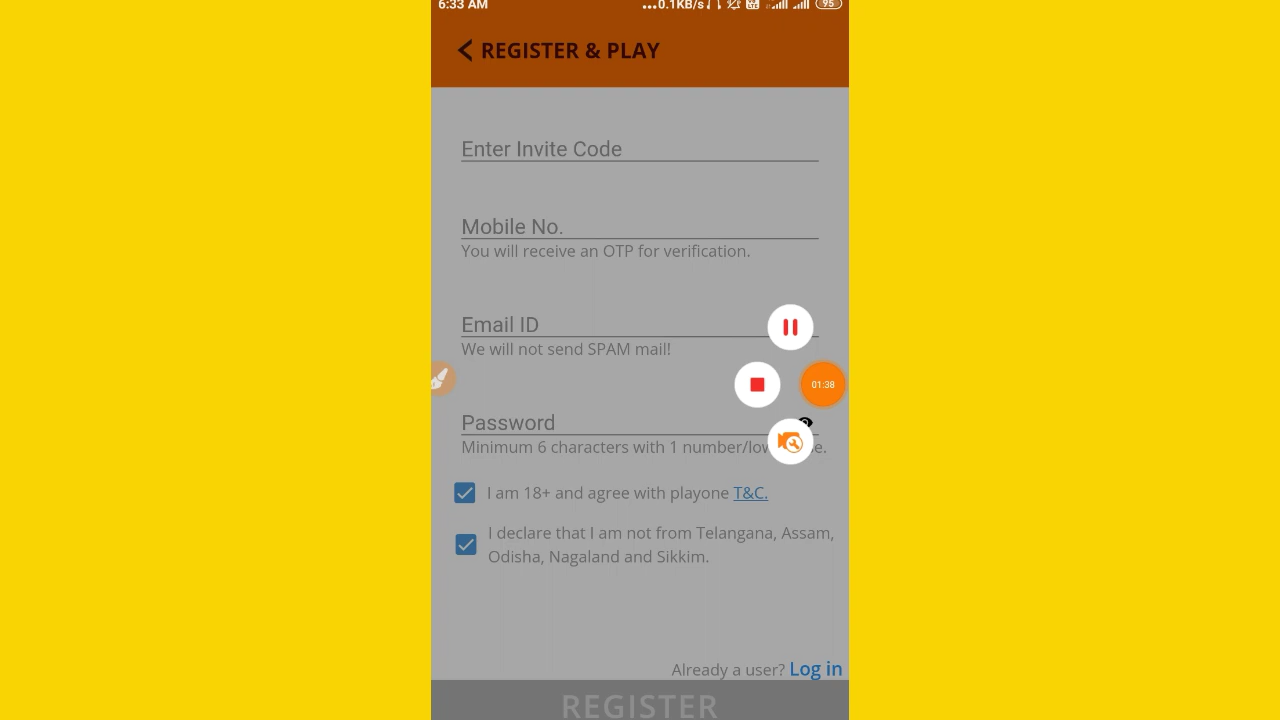 6:33 AM
...0.1KB/s
95
REGISTER & PLAY
Enter Invite Code
Mobile No.
You will receive an OTP for verification.
Email ID
We will not send SPAM mail!
01:38
Password
Minimum 6 characters with 1 number/
I am 18+ and agree with playone T&C.
I declare that I am not from Telangana, Assam,
Odisha, Nagaland and Sikkim.
Already a user? Log in
REGISTER